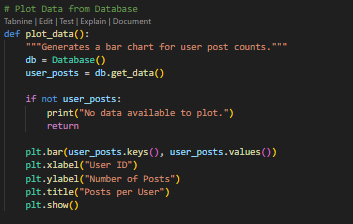 # Plot Data from Database
Tabnine | Edit | Test | Explain | Document
def plot_data():
    """Generates a bar chart for user post counts."""
    db = Database()
    user_posts = db.get_data()

    if not user_posts:
        print("No data available to plot.")
        return

    plt.bar(user_posts.keys(), user_posts.values())
    plt.xlabel("User ID")
    plt.ylabel("Number of Posts")
    plt.title("Posts per User")
    plt.show()